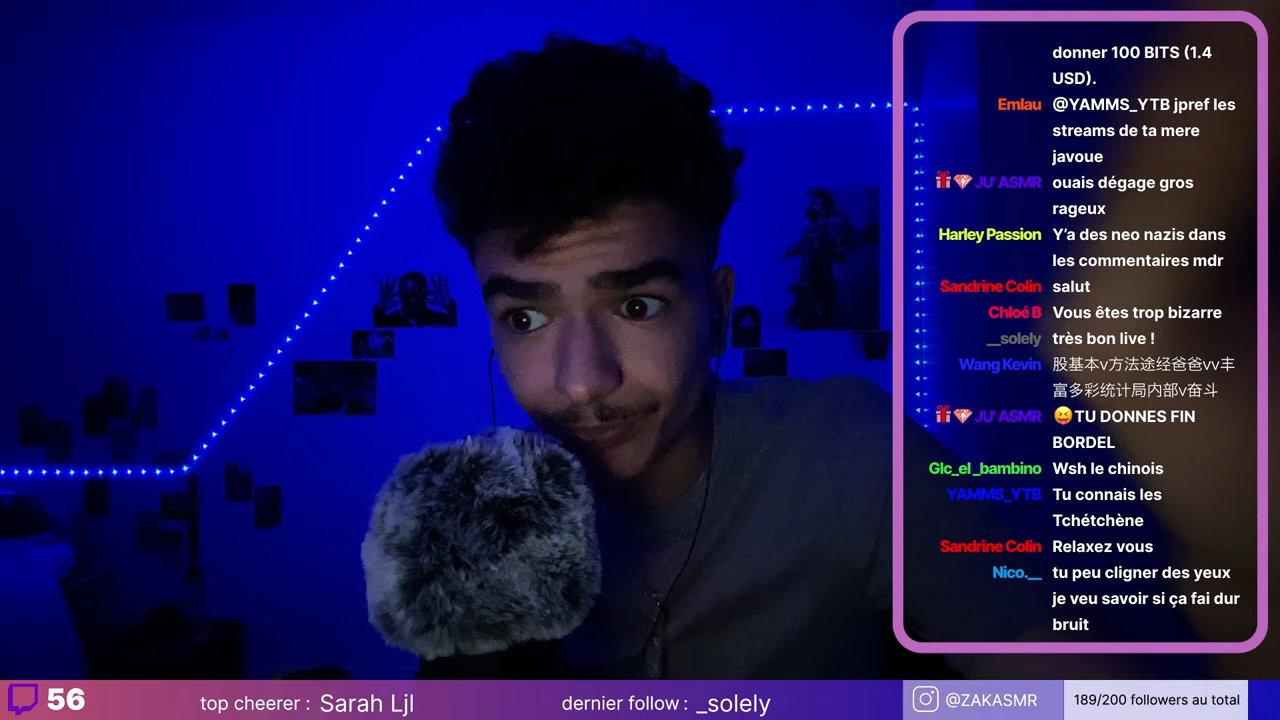 donner 100 BITS (1.4
USD).
Emlau @YAMMS_YTB jpref les
streams de ta mere
javoue
JU' ASMR ouais dégage gros
rageux
Harley Passion Y'a des neo nazis dans
les commentaires mdr
Sandrine Colin salut
Chloé B Vous êtes trop bizarre
__solely très bon live !
Wang Kevin 股基本v方法途经爸爸vv丰
富多彩统计局内部v奋斗
JU' ASMR 😝TU DONNES FIN
BORDEL
Glc_el_bambino Wsh le chinois
YAMMS_YTB Tu connais les
Tchétchène
Sandrine Colin Relaxez vous
Nico.__ tu peu cligner des yeux
je veu savoir si ça fai dur
bruit
56 top cheerer : Sarah Ljl dernier follow : _solely @ZAKASMR 189/200 followers au total